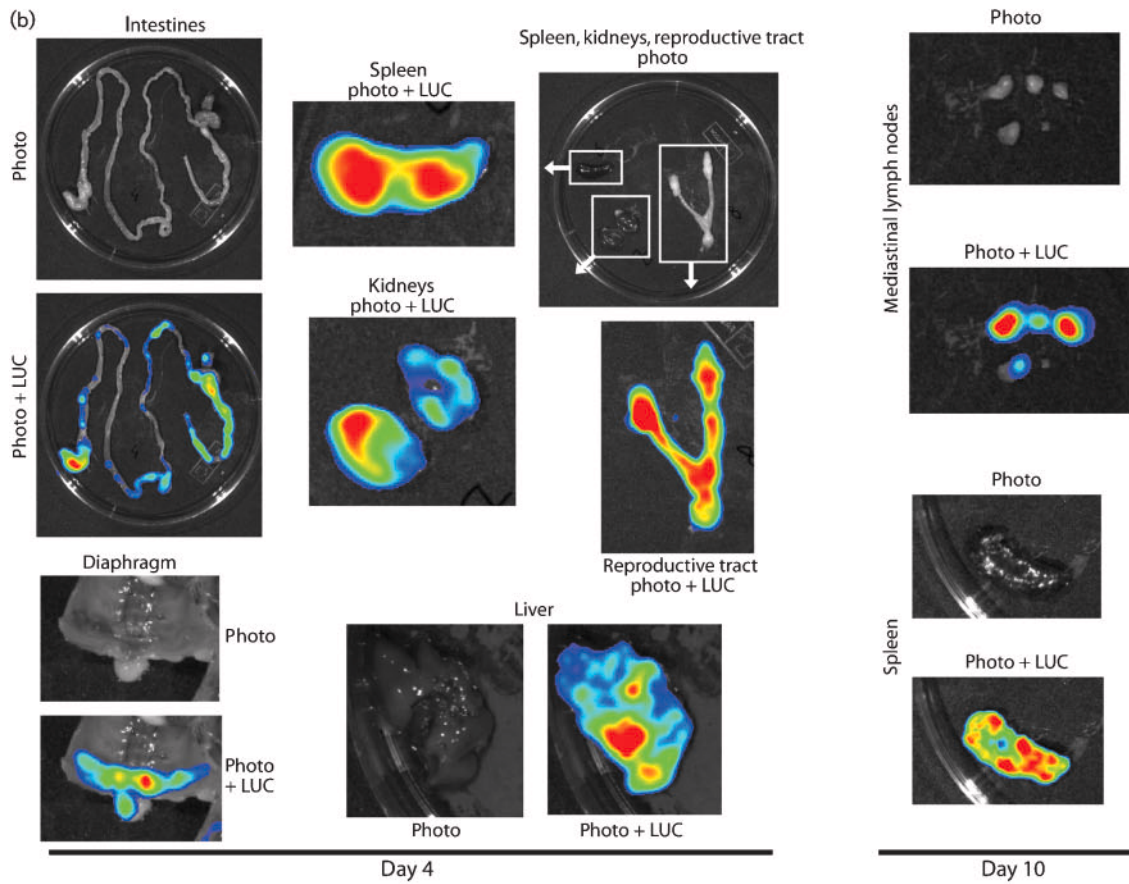 (b)
Intestines
Photo
Photo + LUC
Spleen
photo + LUC
Spleen, kidneys, reproductive tract
photo
Kidneys
photo + LUC
Reproductive tract
photo + LUC
Diaphragm
Photo
Photo
+ LUC
Liver
Photo
Photo + LUC
Day 4
Photo
Mediastinal lymph nodes
Photo + LUC
Photo
Spleen
Photo + LUC
Day 10